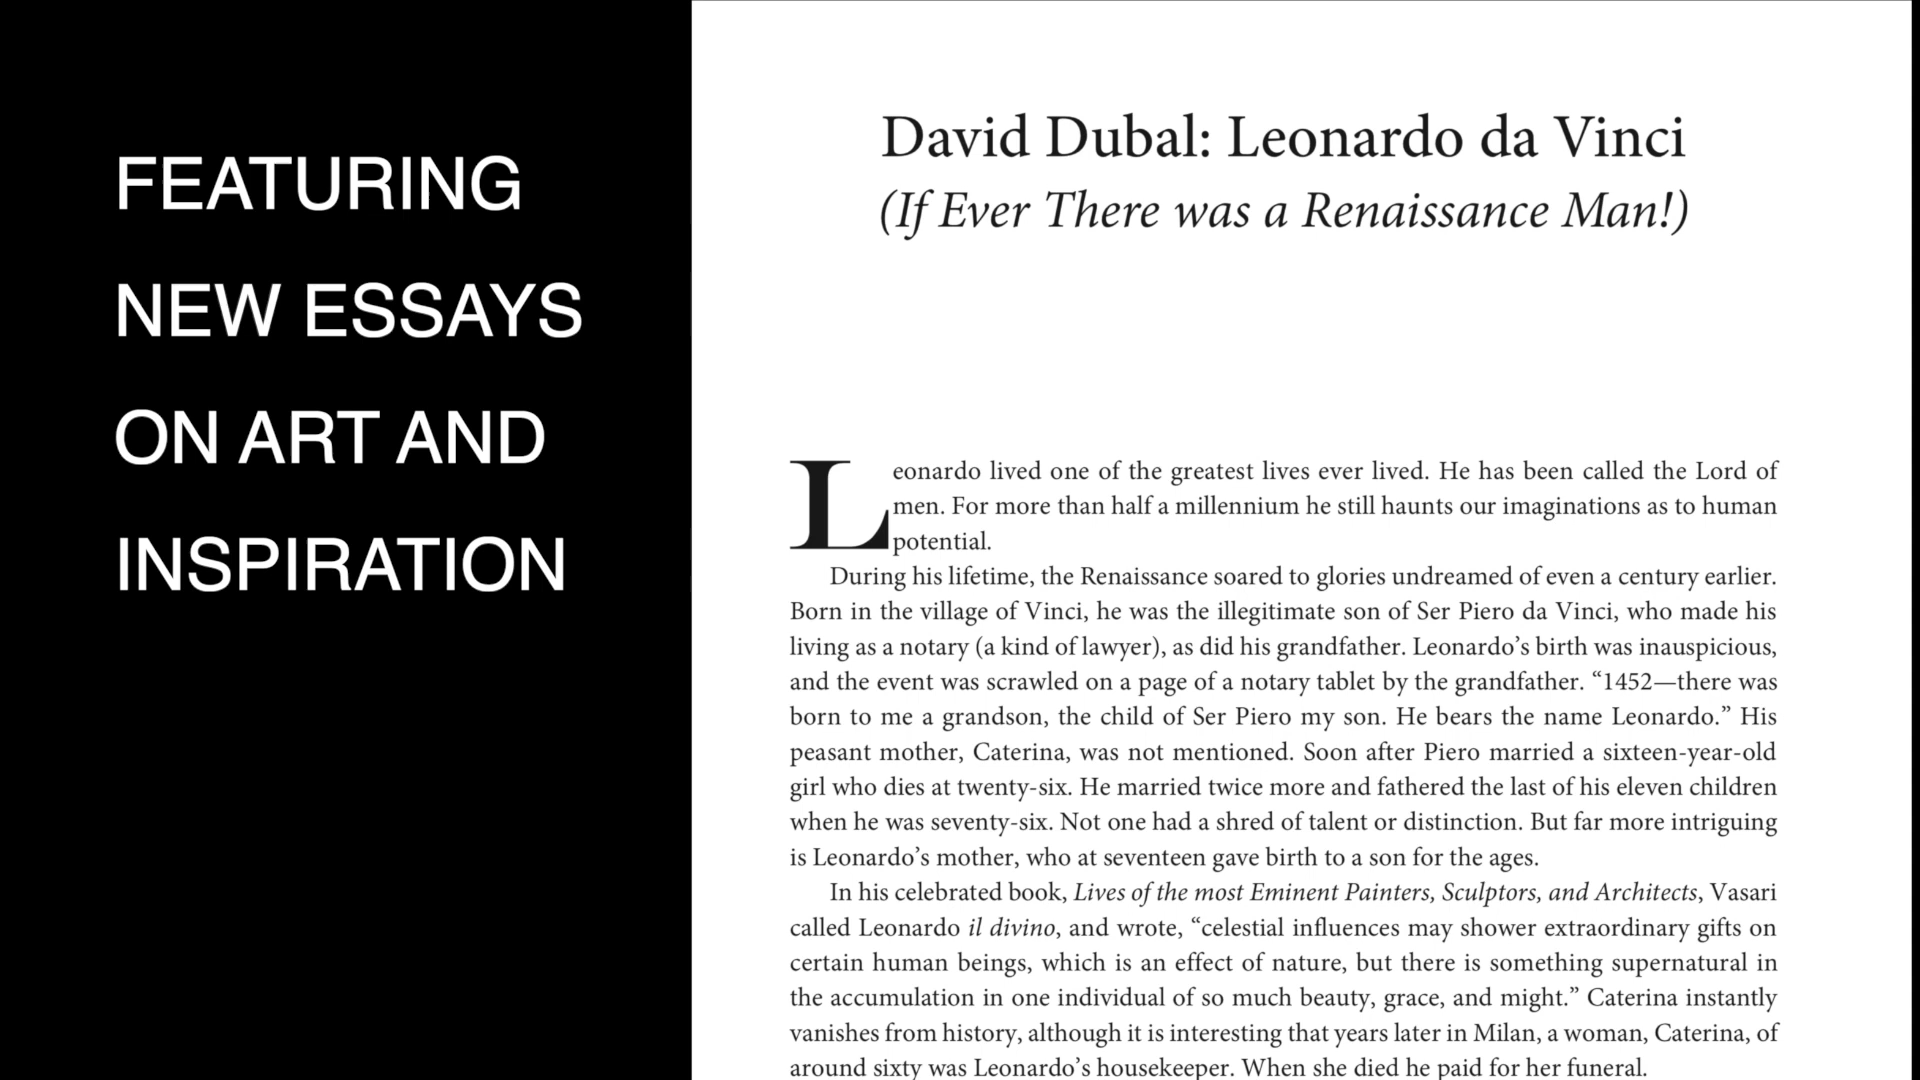 FEATURING
NEW ESSAYS
ON ART AND
INSPIRATION
David Dubal: Leonardo da Vinci
(If Ever There was a Renaissance Man!)
Leonardo lived one of the greatest lives ever lived. He has been called the Lord of
men. For more than half a millennium he still haunts our imaginations as to human
potential.
During his lifetime, the Renaissance soared to glories undreamed of even a century earlier.
Born in the village of Vinci, he was the illegitimate son of Ser Piero da Vinci, who made his
living as a notary (a kind of lawyer), as did his grandfather. Leonardo’s birth was inauspicious,
and the event was scrawled on a page of a notary tablet by the grandfather. “1452—there was
born to me a grandson, the child of Ser Piero my son. He bears the name Leonardo.” His
peasant mother, Caterina, was not mentioned. Soon after Piero married a sixteen-year-old
girl who dies at twenty-six. He married twice more and fathered the last of his eleven children
when he was seventy-six. Not one had a shred of talent or distinction. But far more intriguing
is Leonardo’s mother, who at seventeen gave birth to a son for the ages.
In his celebrated book, Lives of the most Eminent Painters, Sculptors, and Architects, Vasari
called Leonardo il divino, and wrote, “celestial influences may shower extraordinary gifts on
certain human beings, which is an effect of nature, but there is something supernatural in
the accumulation in one individual of so much beauty, grace, and might.” Caterina instantly
vanishes from history, although it is interesting that years later in Milan, a woman, Caterina, of
around sixty was Leonardo’s housekeeper. When she died he paid for her funeral.